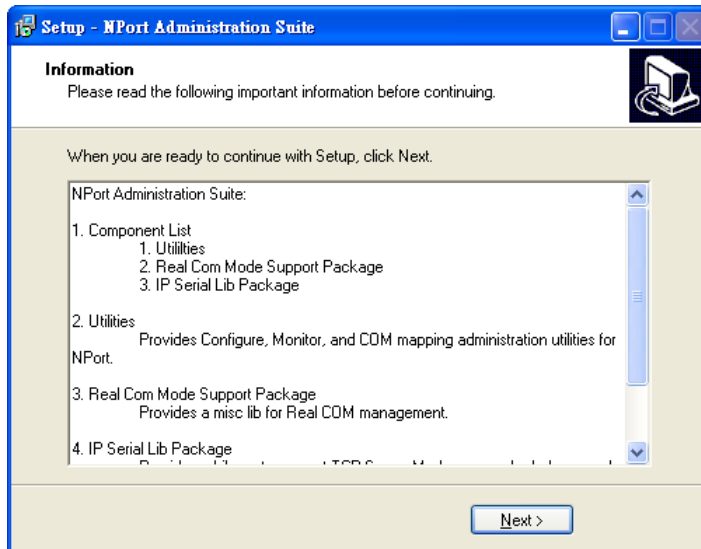 Setup - NPort Administration Suite
Information
Please read the following important information before continuing.
When you are ready to continue with Setup, click Next.
NPort Administration Suite:
1. Component List
1. Utililties
2. Real Com Mode Support Package
3. IP Serial Lib Package
2. Utilities
Provides Configure, Monitor, and COM mapping administration utilities for
NPort.
3. Real Com Mode Support Package
Provides a misc lib for Real COM management.
4. IP Serial Lib Package
Next >